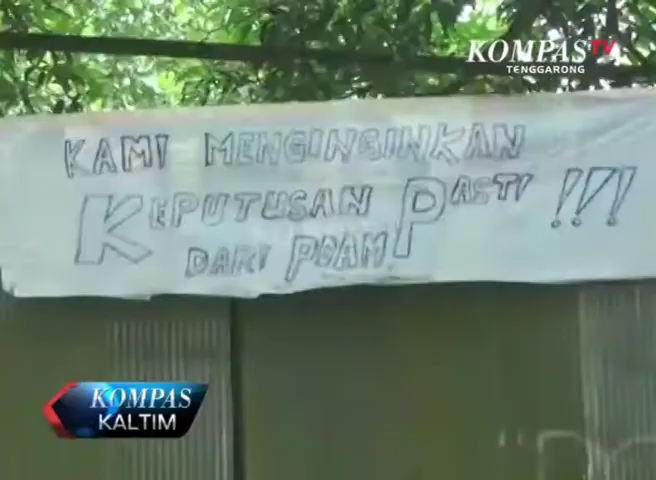 KOMPAS TV
TENGGARONG
KAMI MENGINGINKAN
KEPUTUSAN PASTI !!!
DARI PDAM
KOMPAS
KALTIM